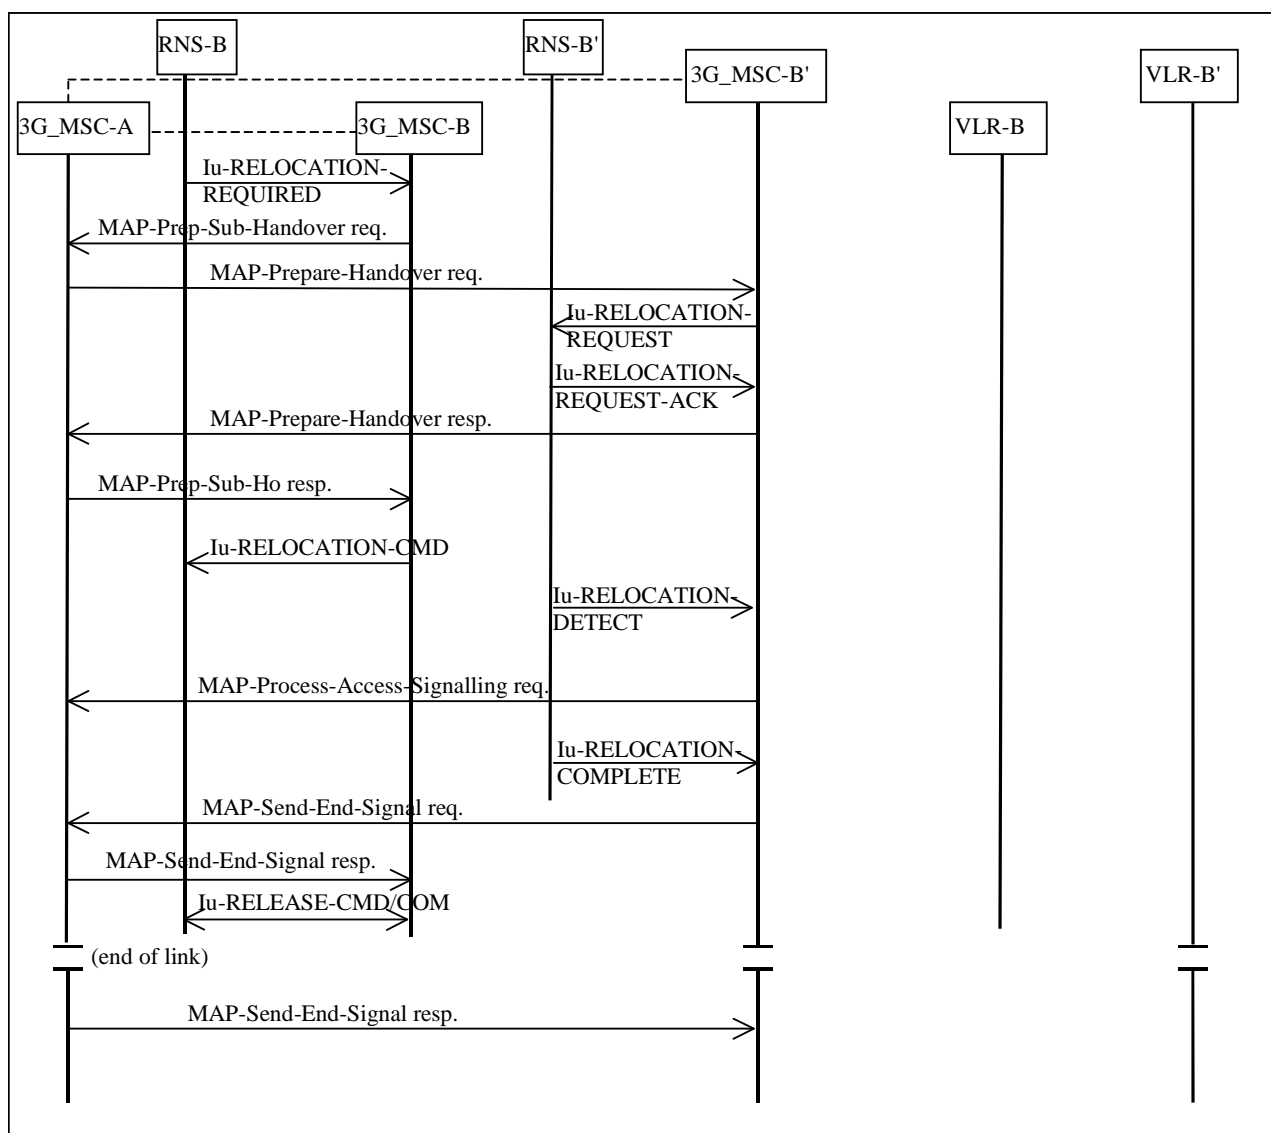 RNS-B
RNS-B'
3G_MSC-B'
VLR-B'
3G_MSC-A
3G_MSC-B
VLR-B
Iu-RELOCATION-
REQUIRED
MAP-Prep-Sub-Handover req.
MAP-Prepare-Handover req.
Iu-RELOCATION-
REQUEST
Iu-RELOCATION-
REQUEST-ACK
MAP-Prepare-Handover resp.
MAP-Prep-Sub-Ho resp.
Iu-RELOCATION-CMD
Iu-RELOCATION-
DETECT
MAP-Process-Access-Signalling req.
Iu-RELOCATION-
COMPLETE
MAP-Send-End-Signal req.
MAP-Send-End-Signal resp.
Iu-RELEASE-CMD/COM
(end of link)
MAP-Send-End-Signal resp.